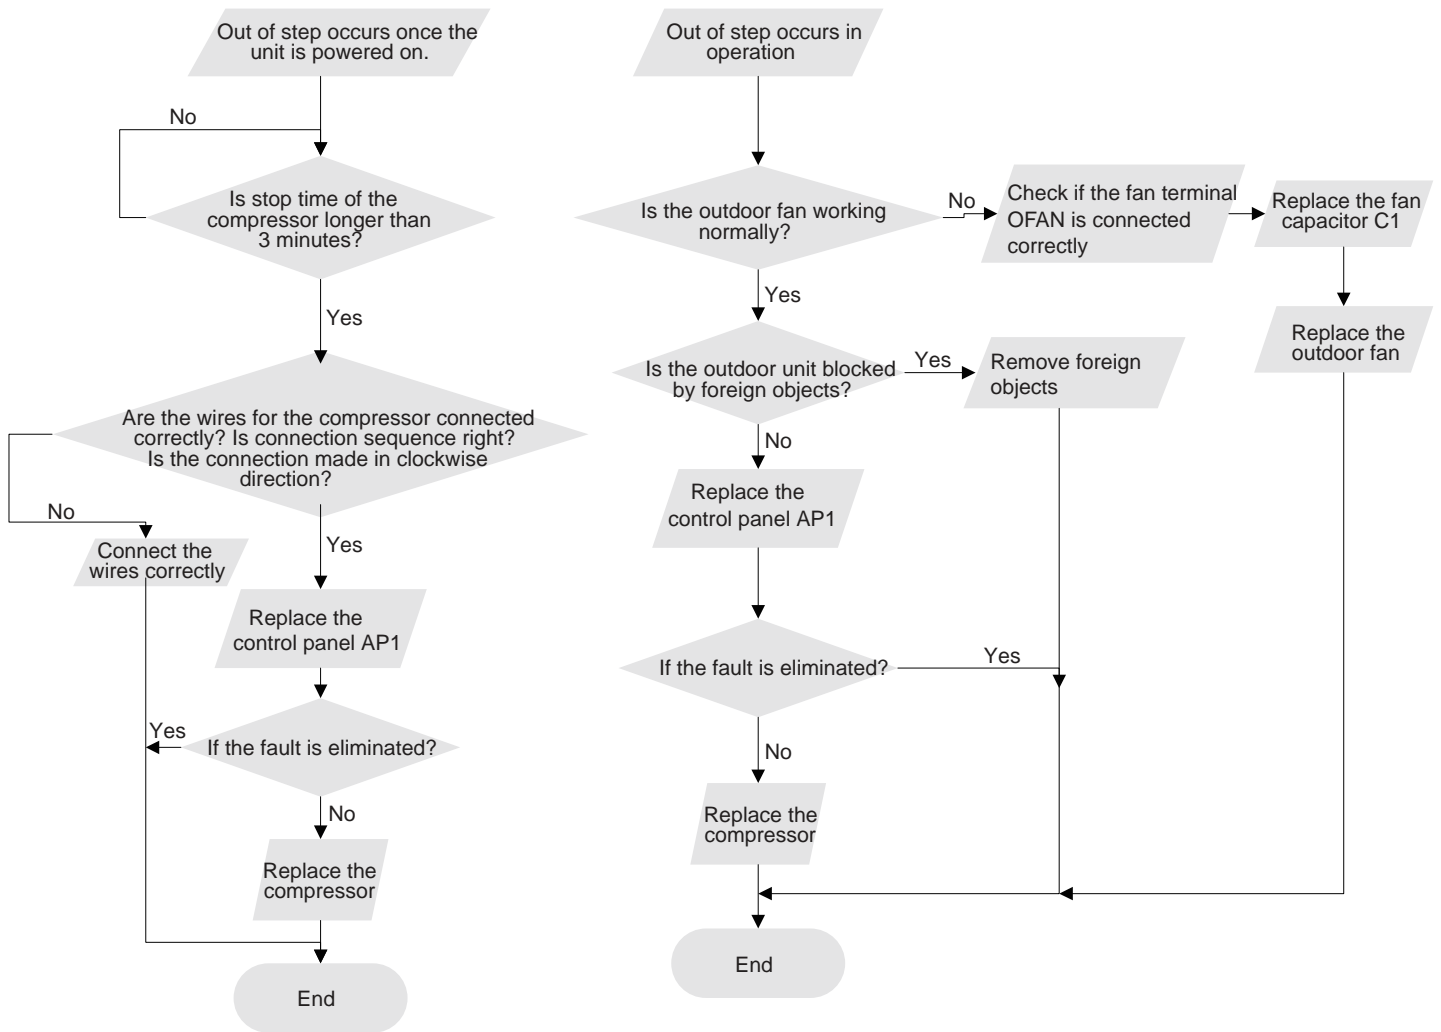 Out of step occurs once the
unit is powered on.
No
Is stop time of the
compressor longer than
3 minutes?
Yes
Are the wires for the compressor connected
correctly? Is connection sequence right?
Is the connection made in clockwise
direction?
No
Connect the
wires correctly
Yes
Replace the
control panel AP1
Yes
If the fault is eliminated?
No
Replace the
compressor
End
Out of step occurs in
operation
Is the outdoor fan working
normally?
No
Check if the fan terminal
OFAN is connected
correctly
Replace the fan
capacitor C1
Replace the
outdoor fan
Yes
Is the outdoor unit blocked
by foreign objects?
Yes
Remove foreign
objects
No
Replace the
control panel AP1
If the fault is eliminated?
Yes
No
Replace the
compressor
End